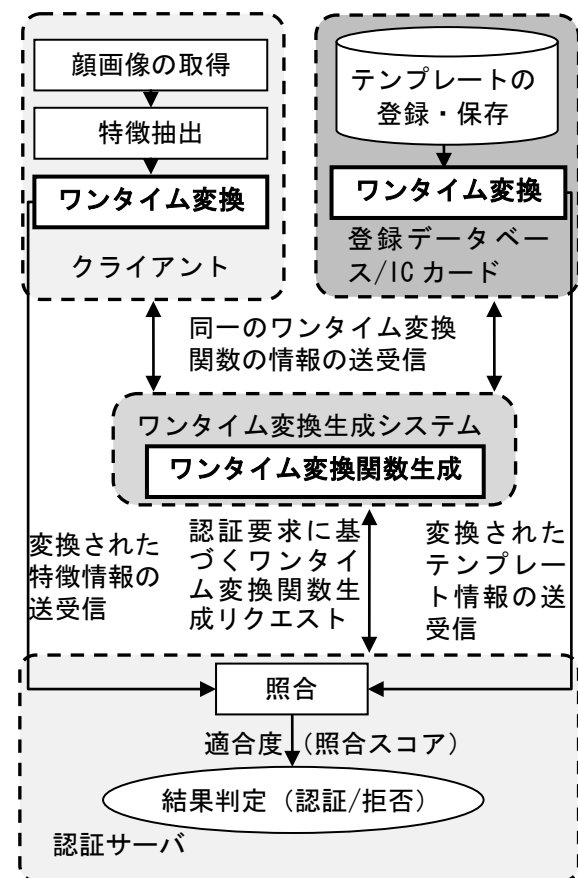 顔画像の取得
特徴抽出
ワンタイム変換
クライアント
テンプレートの
登録・保存
ワンタイム変換
登録データベー
ス/ICカード
同一のワンタイム変換
関数の情報の送受信
ワンタイム変換生成システム
ワンタイム変換関数生成
変換された
特徴情報の
送受信
認証要求に基
づくワンタイ
ム変換関数生
成リクエスト
変換された
テンプレー
ト情報の送
受信
照合
適合度（照合スコア）
結果判定（認証/拒否）
認証サーバ